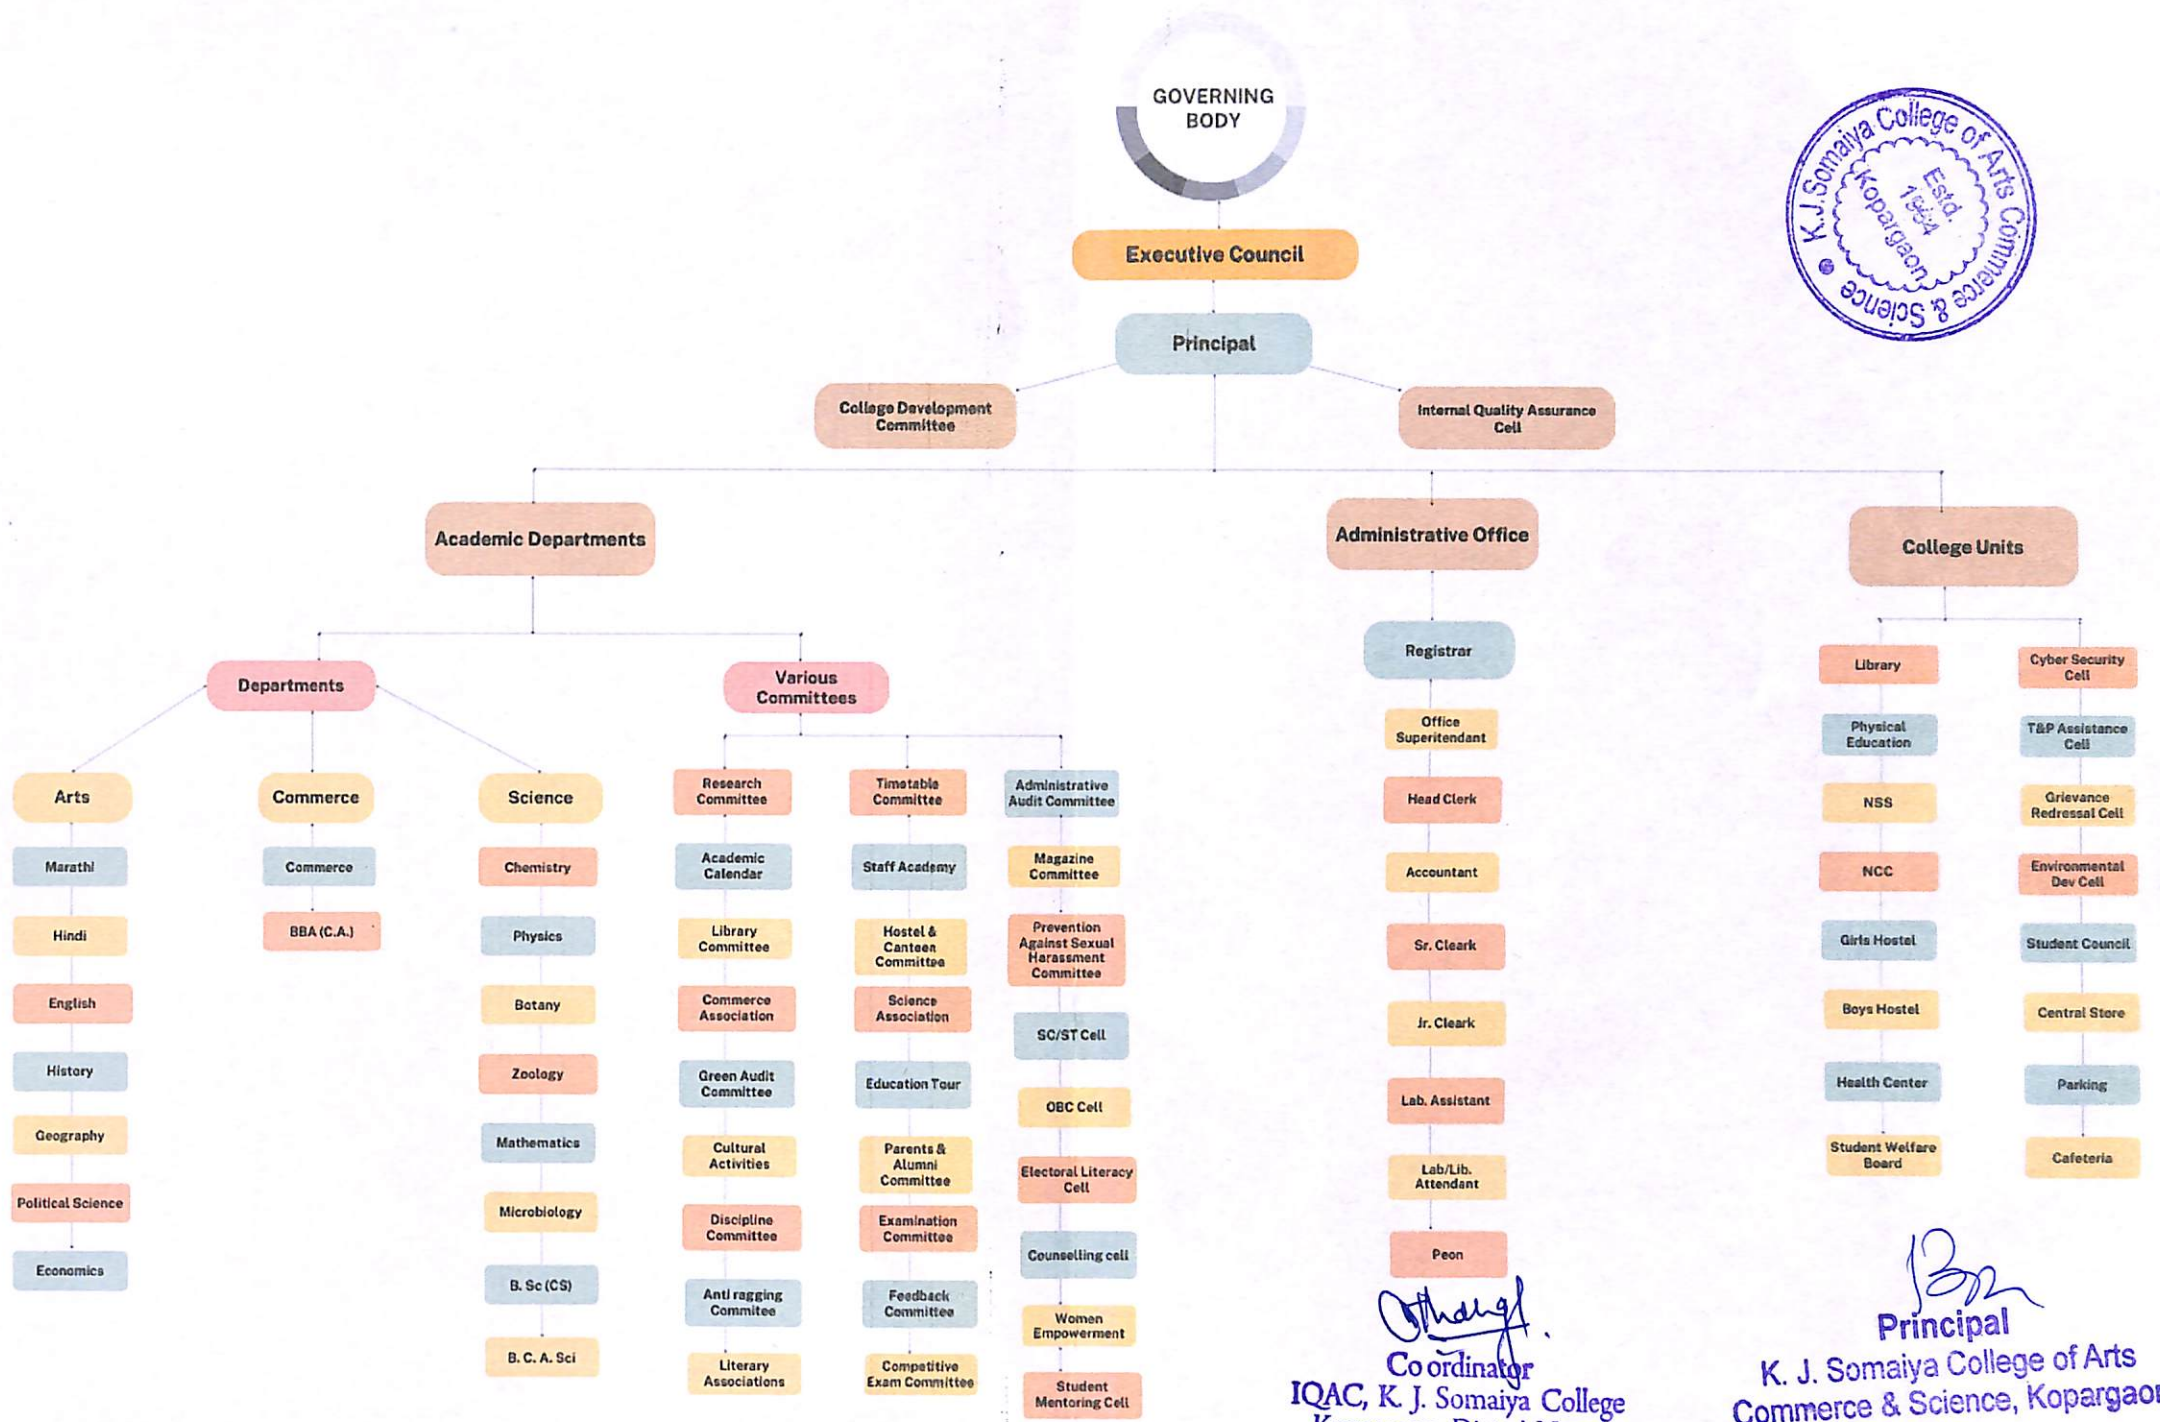 GOVERNING
BODY
Executive Council
Principal
College Development
Committee
Internal Quality Assurance
Cell
K.J.Somaiya College of Arts Commerce & Science
Estd.
1964
Kopargaon
Academic Departments
Administrative Office
College Units
Departments
Various
Committees
Arts
Marathi
Hindi
English
History
Geography
Political Science
Economics
Commerce
Commerce
BBA (C.A.)
Science
Chemistry
Physics
Botany
Zoology
Mathematics
Microbiology
B. Sc (CS)
B. C. A. Sci
Research
Committee
Academic
Calendar
Library
Committee
Commerce
Association
Green Audit
Committee
Cultural
Activities
Discipline
Committee
Anti ragging
Commitee
Literary
Associations
Timetable
Committee
Staff Academy
Hostel &
Canteen
Committee
Science
Association
Education Tour
Parents &
Alumni
Committee
Examination
Committee
Feedback
Committee
Competitive
Exam Committee
Administrative
Audit Committee
Magazine
Committee
Prevention
Against Sexual
Harassment
Committee
SC/ST Cell
OBC Cell
Electoral Literacy
Cell
Counselling cell
Women
Empowerment
Student
Mentoring Cell
Registrar
Office
Superitendant
Head Clerk
Accountant
Sr. Cleark
Jr. Cleark
Lab. Assistant
Lab/Lib.
Attendant
Peon
Library
Physical
Education
NSS
NCC
Girls Hostel
Boys Hostel
Health Center
Student Welfare
Board
Cyber Security
Cell
T&P Assistance
Cell
Grievance
Redressal Cell
Environmental
Dev Cell
Student Council
Central Store
Parking
Cafeteria
Co ordinator
IQAC, K. J. Somaiya College
Principal
K. J. Somaiya College of Arts
Commerce & Science, Kopargaon